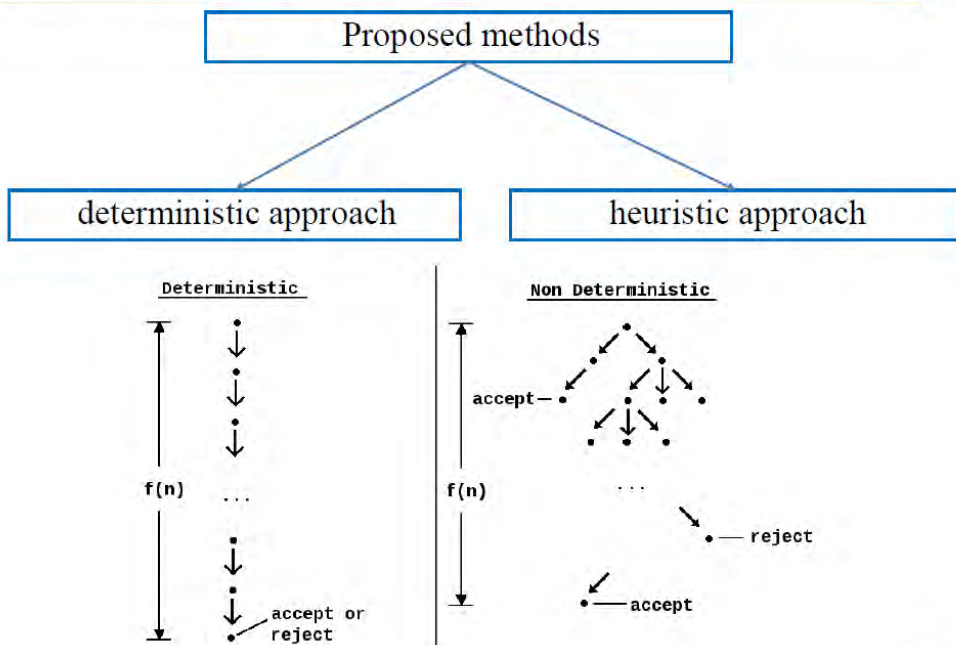 Proposed methods
deterministic approach
heuristic approach
Deterministic
f(n)
...
accept or
reject
Non Deterministic
accept
f(n)
...
reject
accept